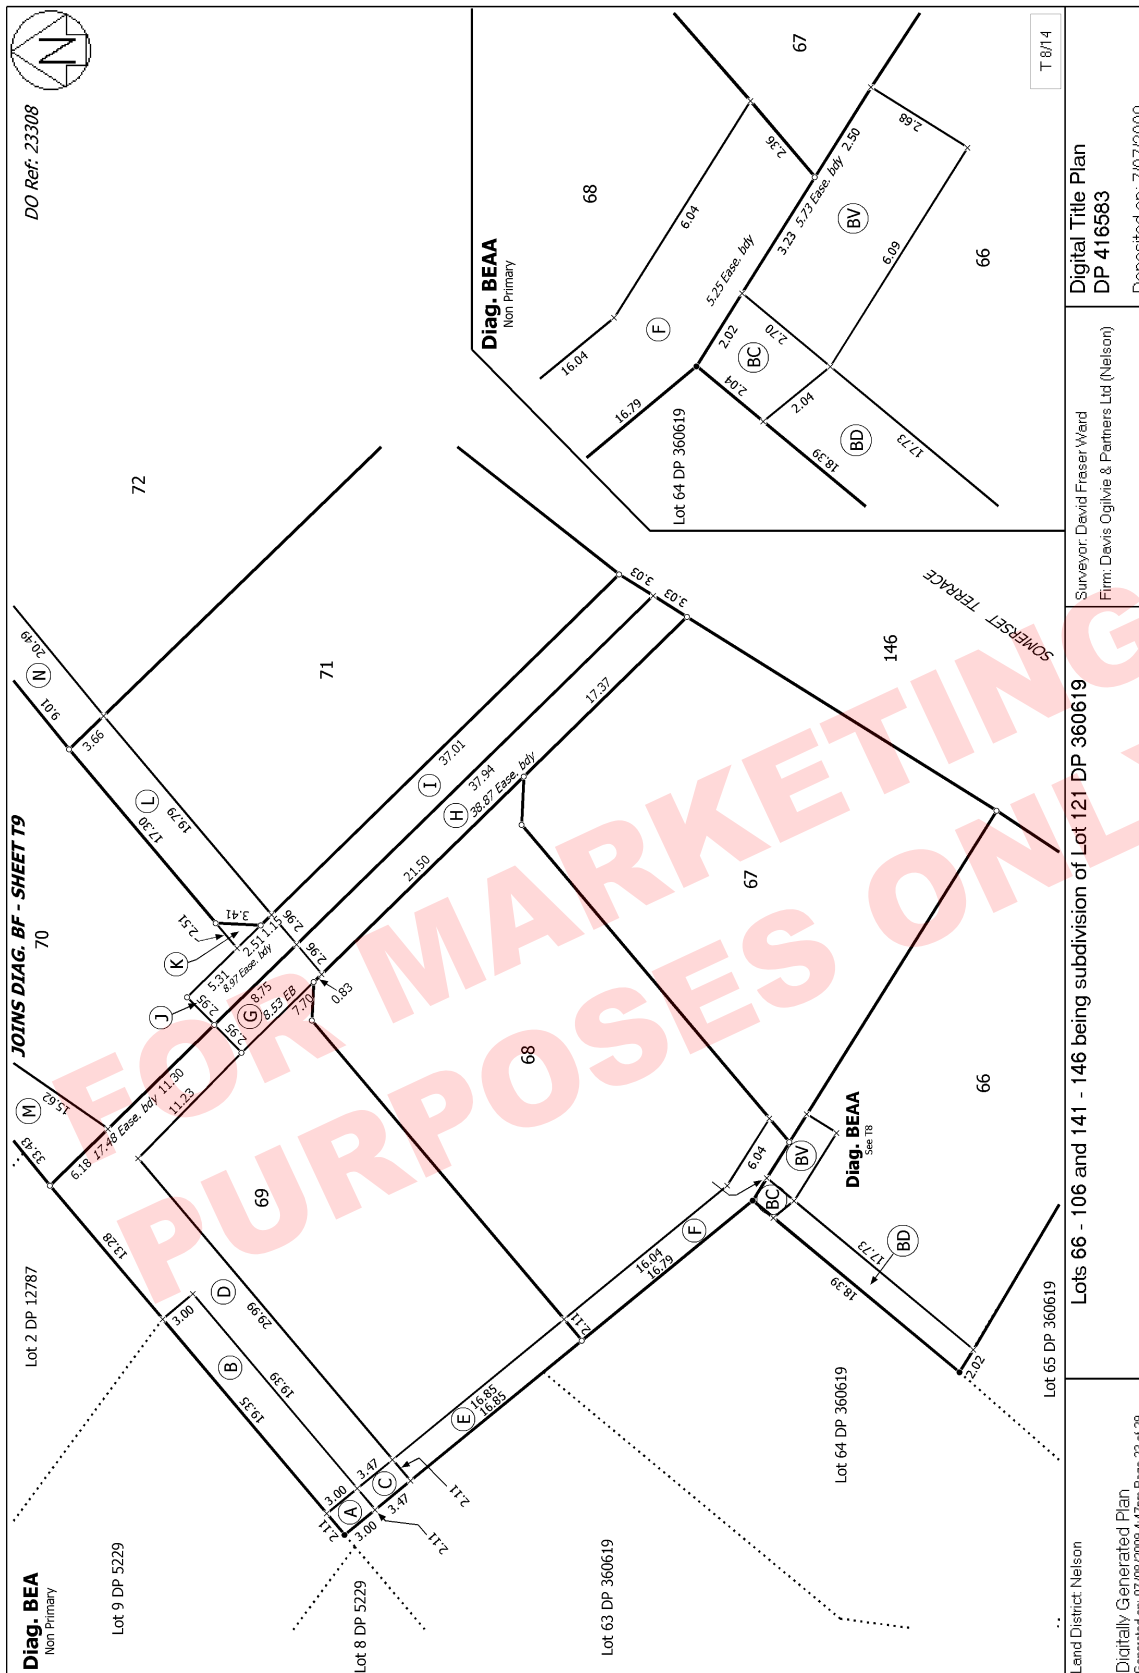 Diag. BEA
Non Primary
JOINS DIAG. BF - SHEET T9
DO Ref: 23308
N
Lot 9 DP 5229
Lot 2 DP 12787
Lot 8 DP 5229
Lot 63 DP 360619
Lot 64 DP 360619
Lot 65 DP 360619
70
72
71
69
68
67
66
146
SOMERSET TERRACE
M
33.43
15.62
6.18
17.48 Ease. bdy
11.30
11.23
13.28
3.00
B
19.35
19.39
D
29.99
2.11
3.00
A
3.00
3.47
C
3.47
2.11
2.11
E
16.85
16.85
2.11
16.04
16.79
F
6.04
J
2.95
2.95
5.31
8.97 Ease. bdy
G
8.75
8.53 EB
7.70
0.83
K
2.51
3.41
2.51
1.15
2.96
2.96
L
17.30
19.79
3.66
9.01
N
20.49
I
37.01
37.94
H
38.87 Ease. bdy
21.50
17.37
3.03
3.03
BC
BV
Diag. BEAA
See T8
BD
17.73
18.39
2.02
Diag. BEAA
Non Primary
68
67
66
Lot 64 DP 360619
16.04
16.79
F
6.04
2.36
5.25 Ease. bdy
2.02
3.23
5.73 Ease. bdy
2.50
2.68
BV
6.09
BC
2.70
2.04
2.04
BD
18.39
17.73
T 8/14
FOR MARKETING
PURPOSES ONLY
Land District: Nelson
Digitally Generated Plan
Lots 66 - 106 and 141 - 146 being subdivision of Lot 121 DP 360619
Surveyor: David Fraser Ward
Firm: Davis Ogilvie & Partners Ltd (Nelson)
Digital Title Plan
DP 416583